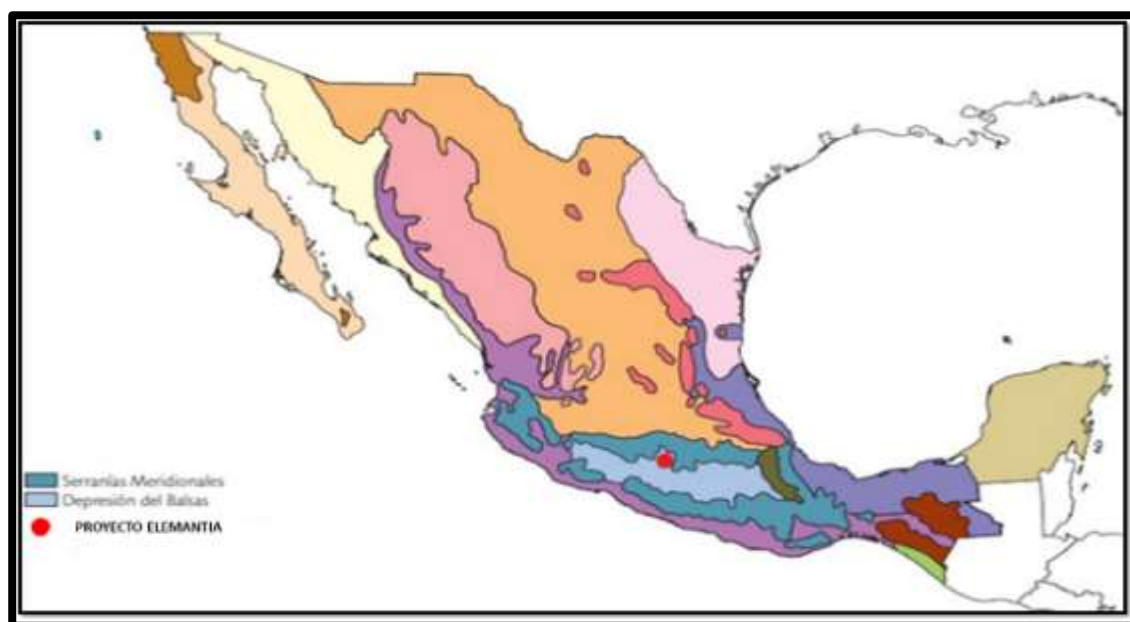 Serranías Meridionales
Depresión del Balsas
PROYECTO ELEMANTIA